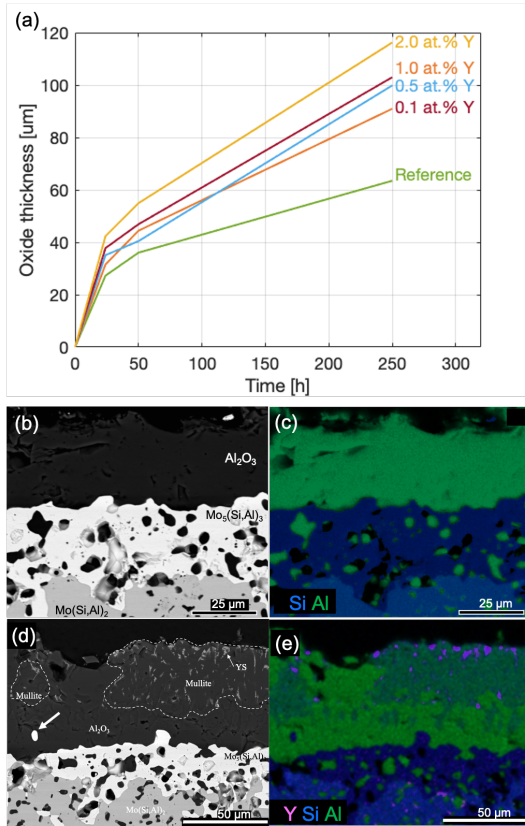 (a)
Oxide thickness [um]
120
100
80
60
40
20
0
2.0 at.% Y
1.0 at.% Y
0.5 at.% Y
0.1 at.% Y
Reference
0 50 100 150 200 250 300
Time [h]
(b)
Al₂O₃
Mo₅(Si,Al)₃
Mo(Si,Al)₂
25 µm
(c)
Si Al
25 µm
(d)
Mullite
Mullite
YS
Al₂O₃
Mo₅(Si,Al)₃
Mo(Si,Al)₂
50 µm
(e)
Y Si Al
50 µm